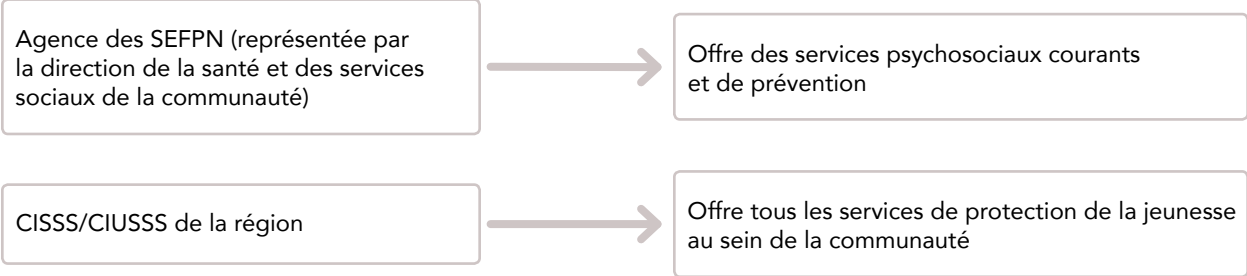 Agence des SEFPN (représentée par
la direction de la santé et des services
sociaux de la communauté)
Offre des services psychosociaux courants
et de prévention
CISSS/CIUSSS de la région
Offre tous les services de protection de la jeunesse
au sein de la communauté